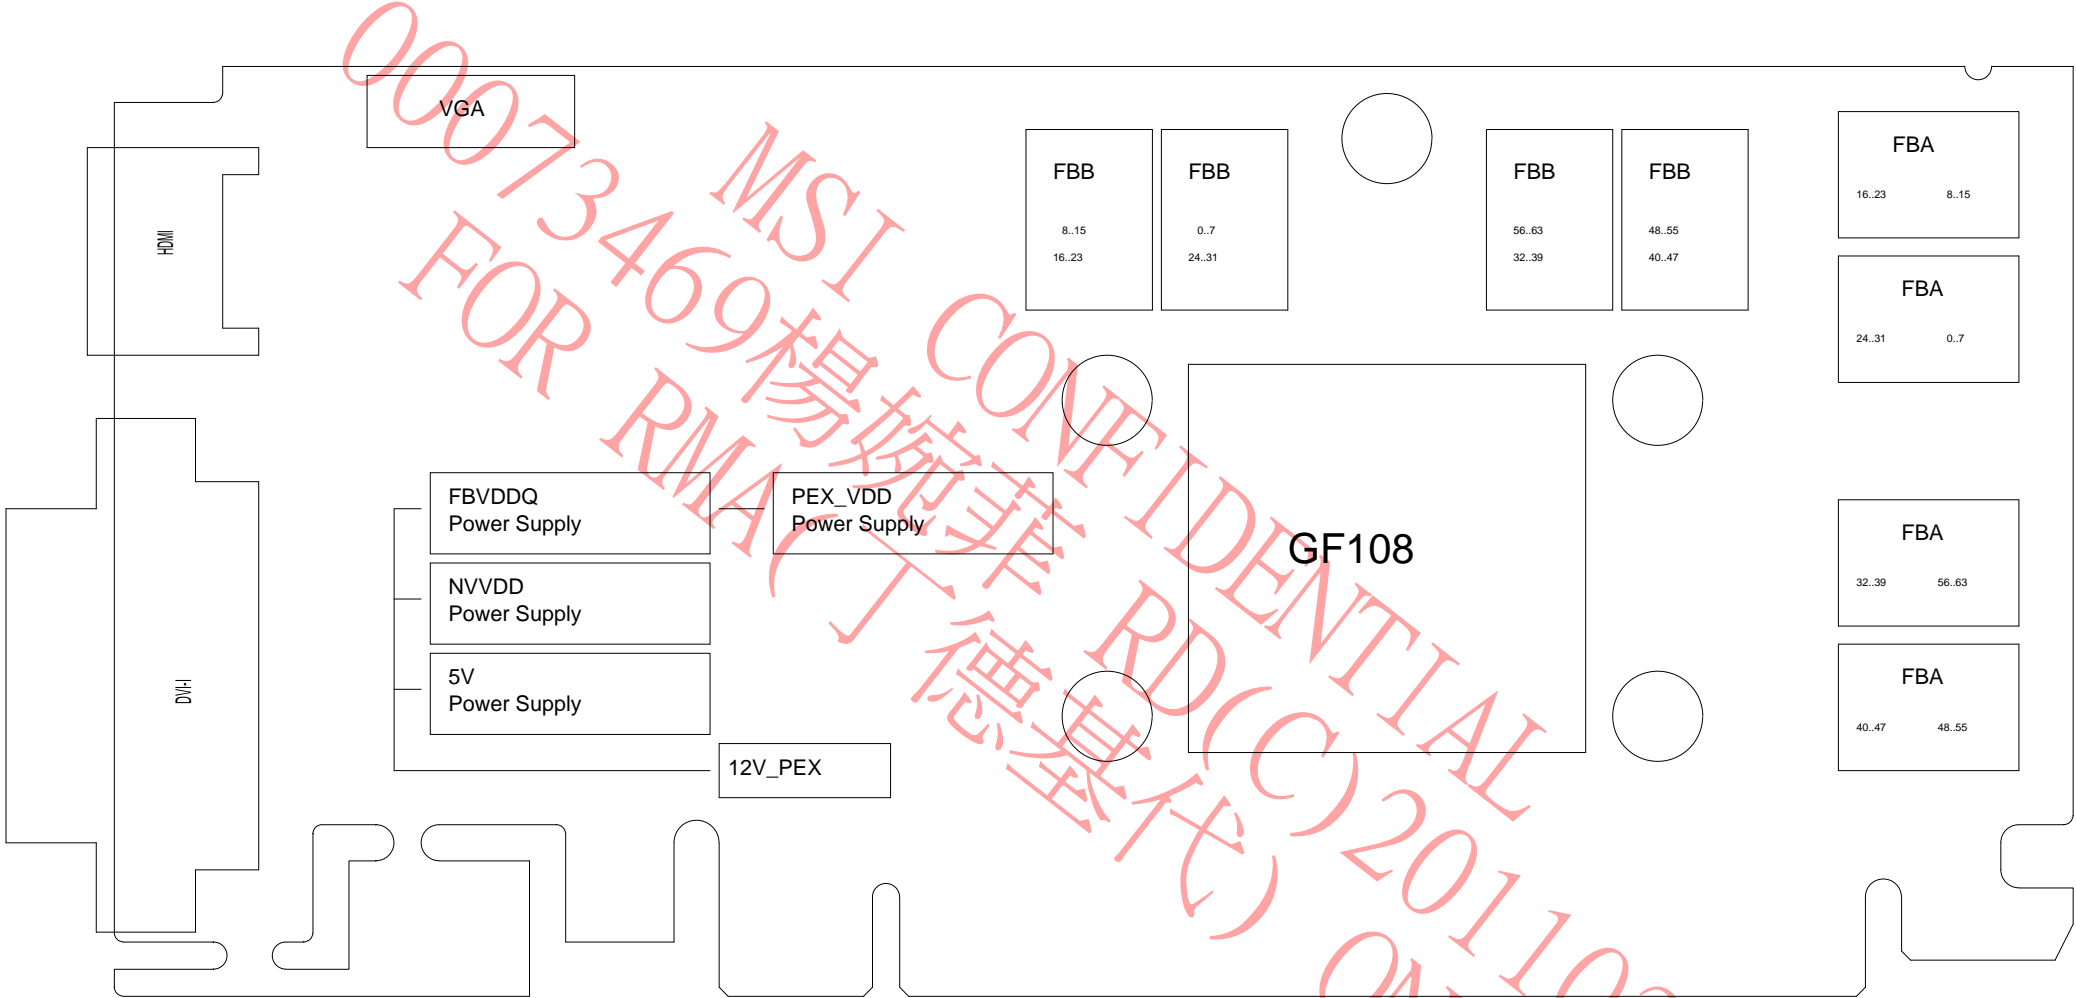 VGA
HDMI
DVI-I
FBVDDQ
Power Supply
PEX_VDD
Power Supply
NVVDD
Power Supply
5V
Power Supply
12V_PEX
FBB
8..15
16..23
FBB
0..7
24..31
FBB
56..63
32..39
FBB
48..55
40..47
GF108
FBA
16..23 8..15
FBA
24..31 0..7
FBA
32..39 56..63
FBA
40..47 48..55
MSI CONFIDENTIAL
00073469楊婉菲 RD(C)201102
FOR RMA(丁德基代) ON